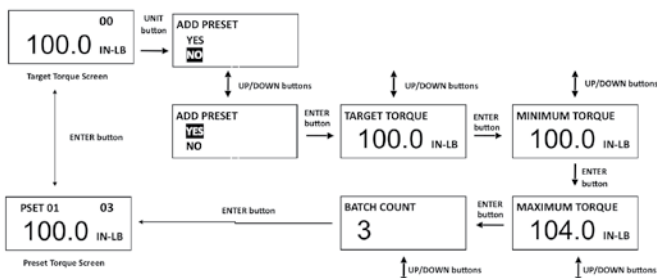 00
100.0 IN-LB
Target Torque Screen
UNIT
button
ADD PRESET
YES
NO
UP/DOWN buttons
UP/DOWN buttons
UP/DOWN buttons
ENTER button
ADD PRESET
YES
NO
ENTER
button
TARGET TORQUE
100.0 IN-LB
ENTER
button
MINIMUM TORQUE
100.0 IN-LB
ENTER
button
PSET 01 03
100.0 IN-LB
Preset Torque Screen
ENTER button
BATCH COUNT
3
ENTER
button
MAXIMUM TORQUE
104.0 IN-LB
UP/DOWN buttons
UP/DOWN buttons